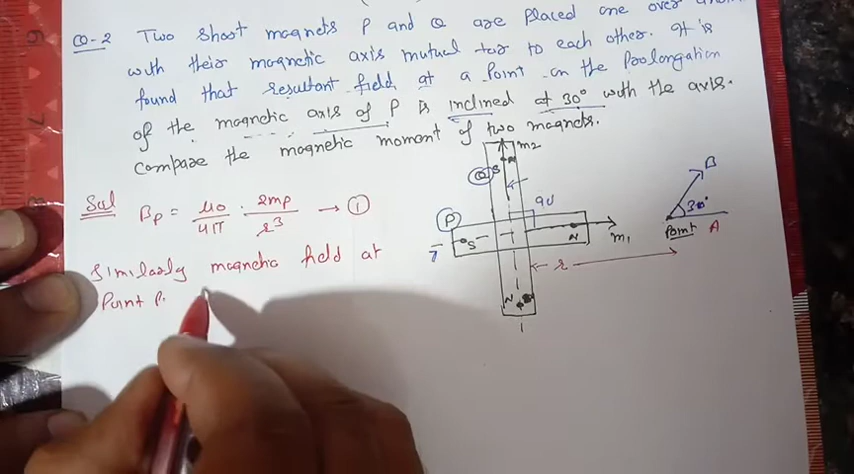 Q-2 Two short magnets P and Q are placed one over
with their magnetic axis mutual ter to each other. It is
found that resultant field at a Point on the Prolongation
of the magnetic axis of P is inclined at 30° with the axis.
Compare the magnetic moment of two magnets.
Sol BP = μ0/4π . 2mp/r³ → ①
Similarly magnetic field at
Point P.
m2
Q
S
90
P
S
N
m1
r
N
B
30°
Point A